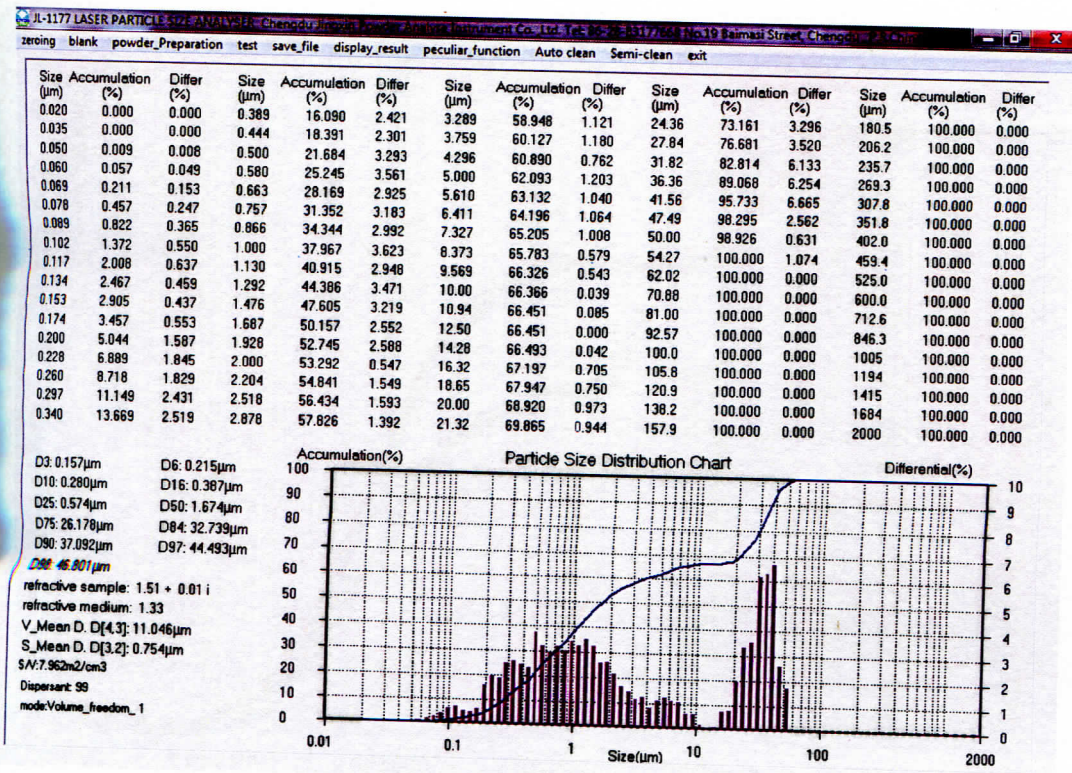 JL-1177 LASER PARTICLE SIZE ANALYSER: Chengdu Jingxin Powder Analyse Instrument Co., Ltd. Tel: 86-28-83177668 No.19 Baimasi Street, Chengdu, P.R.China
zeroing blank powder_Preparation test save_file display_result peculiar_function Auto clean Semi-clean exit
Size Accumulation Differ Size Accumulation Differ Size Accumulation Differ Size Accumulation Differ Size Accumulation Differ
(μm) (%) (%) (μm) (%) (%) (μm) (%) (%) (μm) (%) (%) (μm) (%) (%)
0.020 0.000 0.000 0.389 16.090 2.421 3.289 58.948 1.121 24.36 73.161 3.296 180.5 100.000 0.000
0.035 0.000 0.000 0.444 18.391 2.301 3.759 60.127 1.180 27.84 76.681 3.520 206.2 100.000 0.000
0.050 0.009 0.008 0.500 21.684 3.293 4.296 60.890 0.762 31.82 82.814 6.133 235.7 100.000 0.000
0.060 0.057 0.049 0.580 25.245 3.561 5.000 62.093 1.203 36.36 89.068 6.254 269.3 100.000 0.000
0.069 0.211 0.153 0.663 28.169 2.925 5.610 63.132 1.040 41.56 95.733 6.665 307.8 100.000 0.000
0.078 0.457 0.247 0.757 31.352 3.183 6.411 64.196 1.064 47.49 98.295 2.562 351.8 100.000 0.000
0.089 0.822 0.365 0.866 34.344 2.992 7.327 65.205 1.008 50.00 98.926 0.631 402.0 100.000 0.000
0.102 1.372 0.550 1.000 37.967 3.623 8.373 65.783 0.579 54.27 100.000 1.074 459.4 100.000 0.000
0.117 2.008 0.637 1.130 40.915 2.948 9.569 66.326 0.543 62.02 100.000 0.000 525.0 100.000 0.000
0.134 2.467 0.459 1.292 44.386 3.471 10.00 66.366 0.039 70.88 100.000 0.000 600.0 100.000 0.000
0.153 2.905 0.437 1.476 47.605 3.219 10.94 66.451 0.085 81.00 100.000 0.000 712.6 100.000 0.000
0.174 3.457 0.553 1.687 50.157 2.552 12.50 66.451 0.000 92.57 100.000 0.000 846.3 100.000 0.000
0.200 5.044 1.587 1.928 52.745 2.588 14.28 66.493 0.042 100.0 100.000 0.000 1005 100.000 0.000
0.228 6.889 1.845 2.000 53.292 0.547 16.32 67.197 0.705 105.8 100.000 0.000 1194 100.000 0.000
0.260 8.718 1.829 2.204 54.841 1.549 18.65 67.947 0.750 120.9 100.000 0.000 1415 100.000 0.000
0.297 11.149 2.431 2.518 56.434 1.593 20.00 68.920 0.973 138.2 100.000 0.000 1684 100.000 0.000
0.340 13.669 2.519 2.878 57.826 1.392 21.32 69.865 0.944 157.9 100.000 0.000 2000 100.000 0.000
D3: 0.157μm D6: 0.215μm
D10: 0.280μm D16: 0.387μm
D25: 0.574μm D50: 1.674μm
D75: 26.178μm D84: 32.739μm
D90: 37.092μm D97: 44.493μm
D98: 46.801μm
refractive sample: 1.51 + 0.01 i
refractive medium: 1.33
V_Mean D. D[4,3]: 11.046μm
S_Mean D. D[3,2]: 0.754μm
S/V:7.962m2/cm3
Dispersant: 99
mode:Volume_freedom_1
Accumulation(%) Particle Size Distribution Chart Differential(%)
100 10
90 9
80 8
70 7
60 6
50 5
40 4
30 3
20 2
10 1
0 0
0.01 0.1 1 10 100 2000
Size(μm)